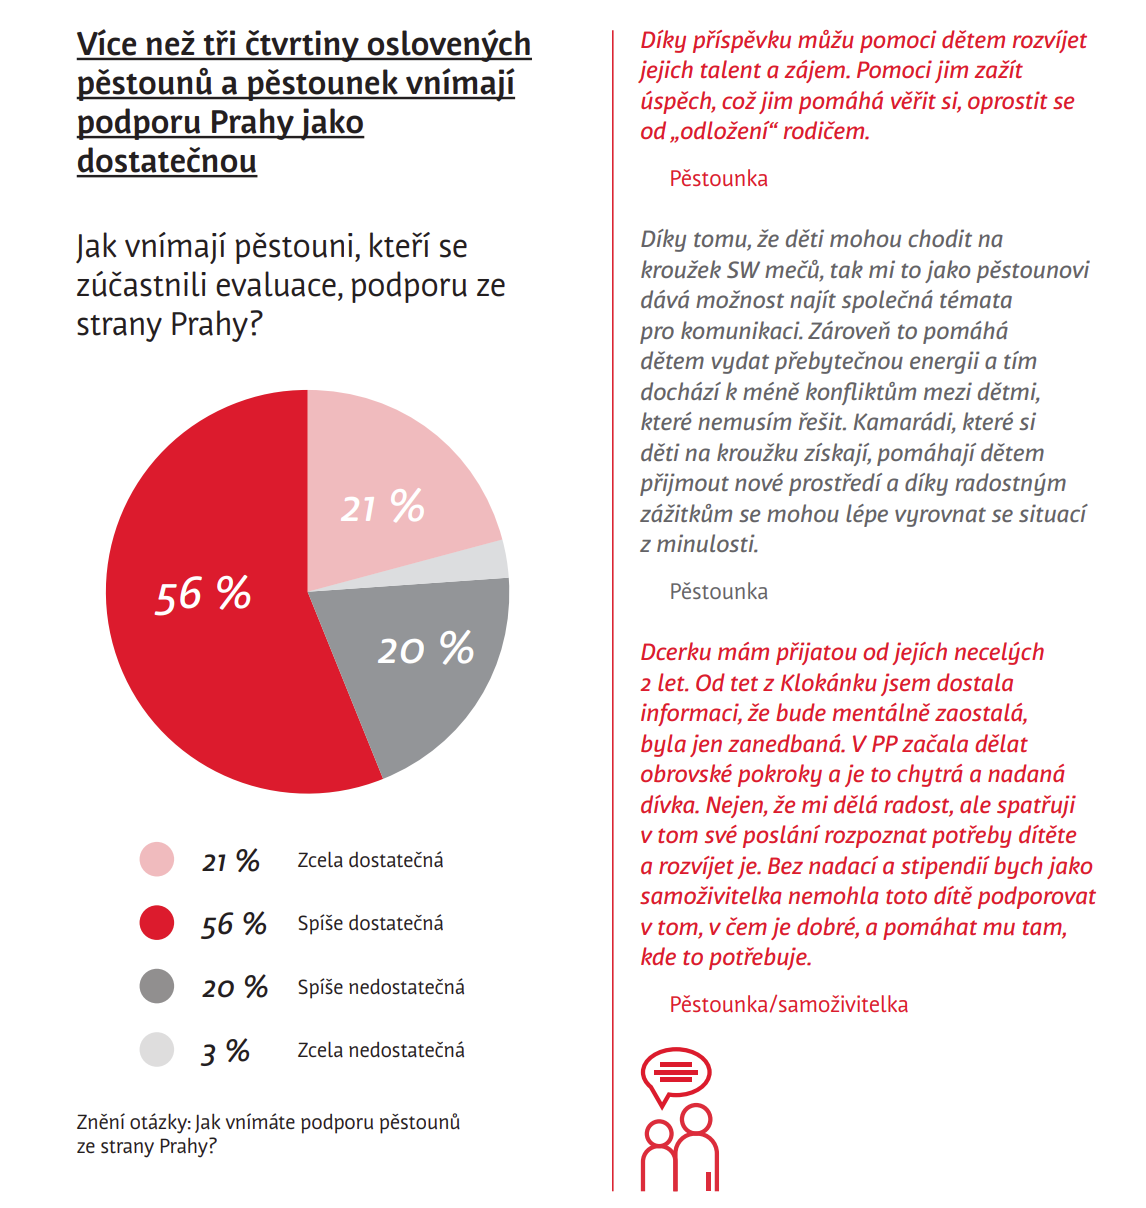 Více než tři čtvrtiny oslovených
pěstounů a pěstounek vnímají
podporu Prahy jako
dostatečnou
Jak vnímají pěstouni, kteří se
zúčastnili evaluace, podporu ze
strany Prahy?
21 %
56 %
20 %
21 % Zcela dostatečná
56 % Spíše dostatečná
20 % Spíše nedostatečná
3 % Zcela nedostatečná
Znění otázky: Jak vnímáte podporu pěstounů
ze strany Prahy?
Díky příspěvku můžu pomoci dětem rozvíjet
jejich talent a zájem. Pomoci jim zažít
úspěch, což jim pomáhá věřit si, oprostit se
od „odložení“ rodičem.
Pěstounka
Díky tomu, že děti mohou chodit na
kroužek SW mečů, tak mi to jako pěstounovi
dává možnost najít společná témata
pro komunikaci. Zároveň to pomáhá
dětem vydat přebytečnou energii a tím
dochází k méně konfliktům mezi dětmi,
které nemusím řešit. Kamarádi, které si
děti na kroužku získají, pomáhají dětem
přijmout nové prostředí a díky radostným
zážitkům se mohou lépe vyrovnat se situací
z minulosti.
Pěstounka
Dcerku mám přijatou od jejích necelých
2 let. Od tet z Klokánku jsem dostala
informaci, že bude mentálně zaostalá,
byla jen zanedbaná. V PP začala dělat
obrovské pokroky a je to chytrá a nadaná
dívka. Nejen, že mi dělá radost, ale spatřuji
v tom své poslání rozpoznat potřeby dítěte
a rozvíjet je. Bez nadací a stipendií bych jako
samoživitelka nemohla toto dítě podporovat
v tom, v čem je dobré, a pomáhat mu tam,
kde to potřebuje.
Pěstounka/samoživitelka